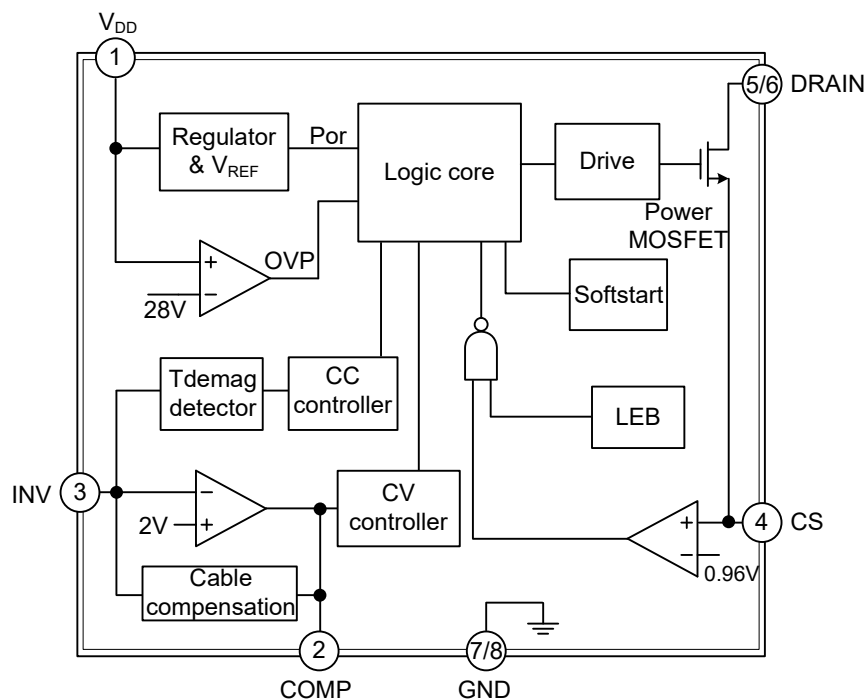 VDD
1
5/6 DRAIN
Regulator
& VREF
Por
Logic core
Drive
Power
MOSFET
+
OVP
−
28V
Softstart
Tdemag
detector
CC
controller
LEB
INV 3
−
2V +
CV
controller
+
4 CS
−
0.96V
Cable
compensation
2
7/8
COMP
GND